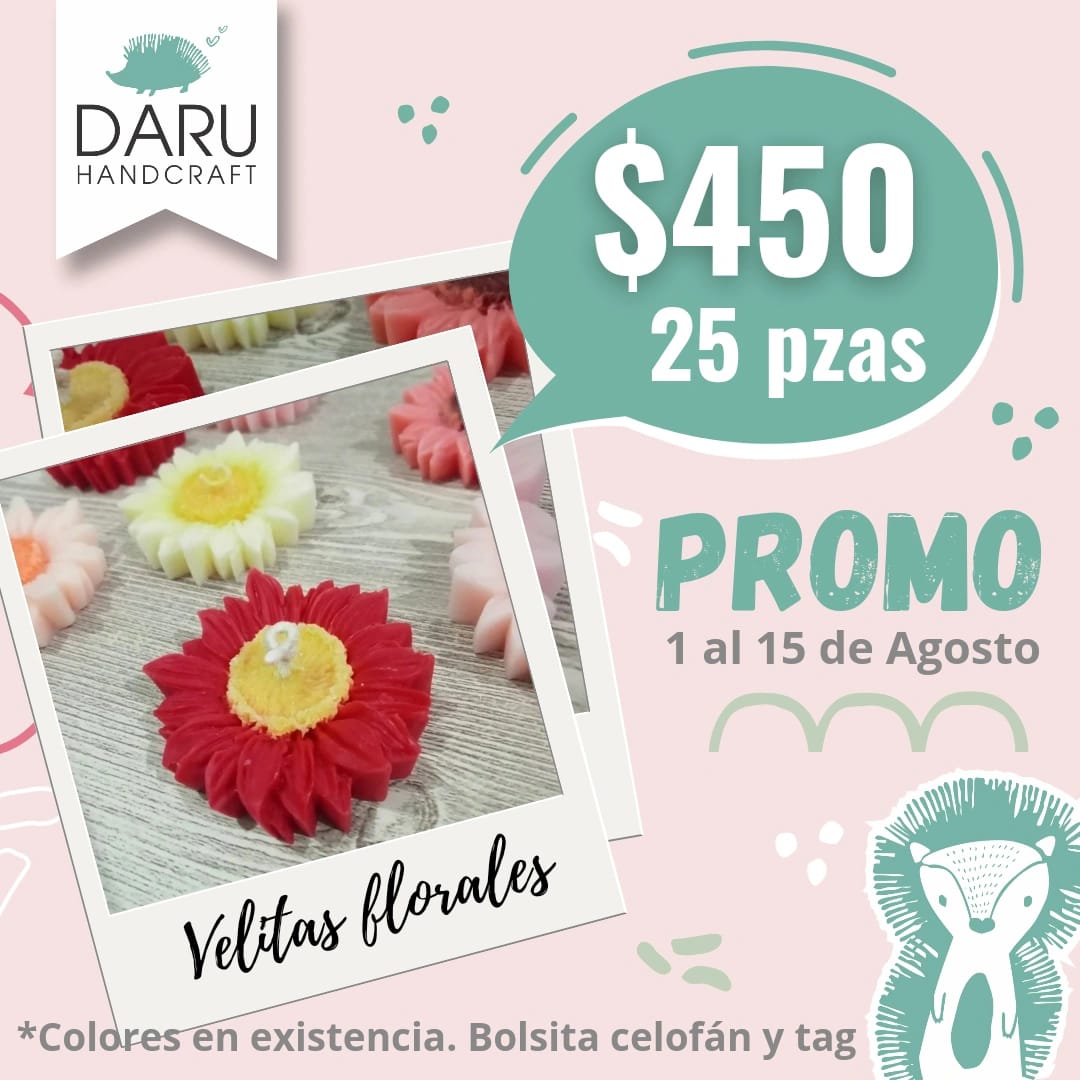 DARU
HANDCRAFT
$450
25 pzas
PROMO
1 al 15 de Agosto
Velitas florales
*Colores en existencia. Bolsita celofán y tag